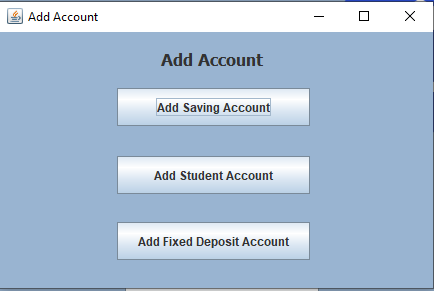 Add Account
Add Account
Add Saving Account
Add Student Account
Add Fixed Deposit Account